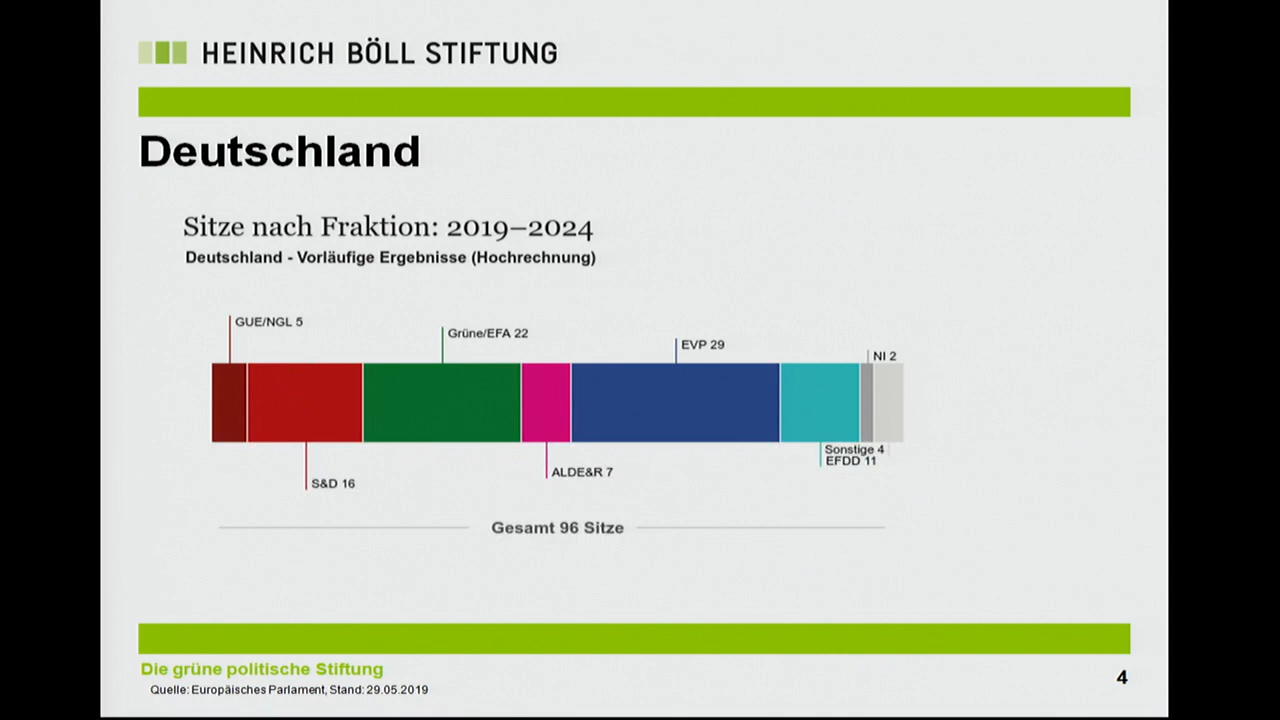 HEINRICH BÖLL STIFTUNG
Deutschland
Sitze nach Fraktion: 2019–2024
Deutschland - Vorläufige Ergebnisse (Hochrechnung)
GUE/NGL 5
Grüne/EFA 22
EVP 29
NI 2
Sonstige 4
EFDD 11
ALDE&R 7
S&D 16
Gesamt 96 Sitze
Die grüne politische Stiftung
Quelle: Europäisches Parlament, Stand: 29.05.2019
4